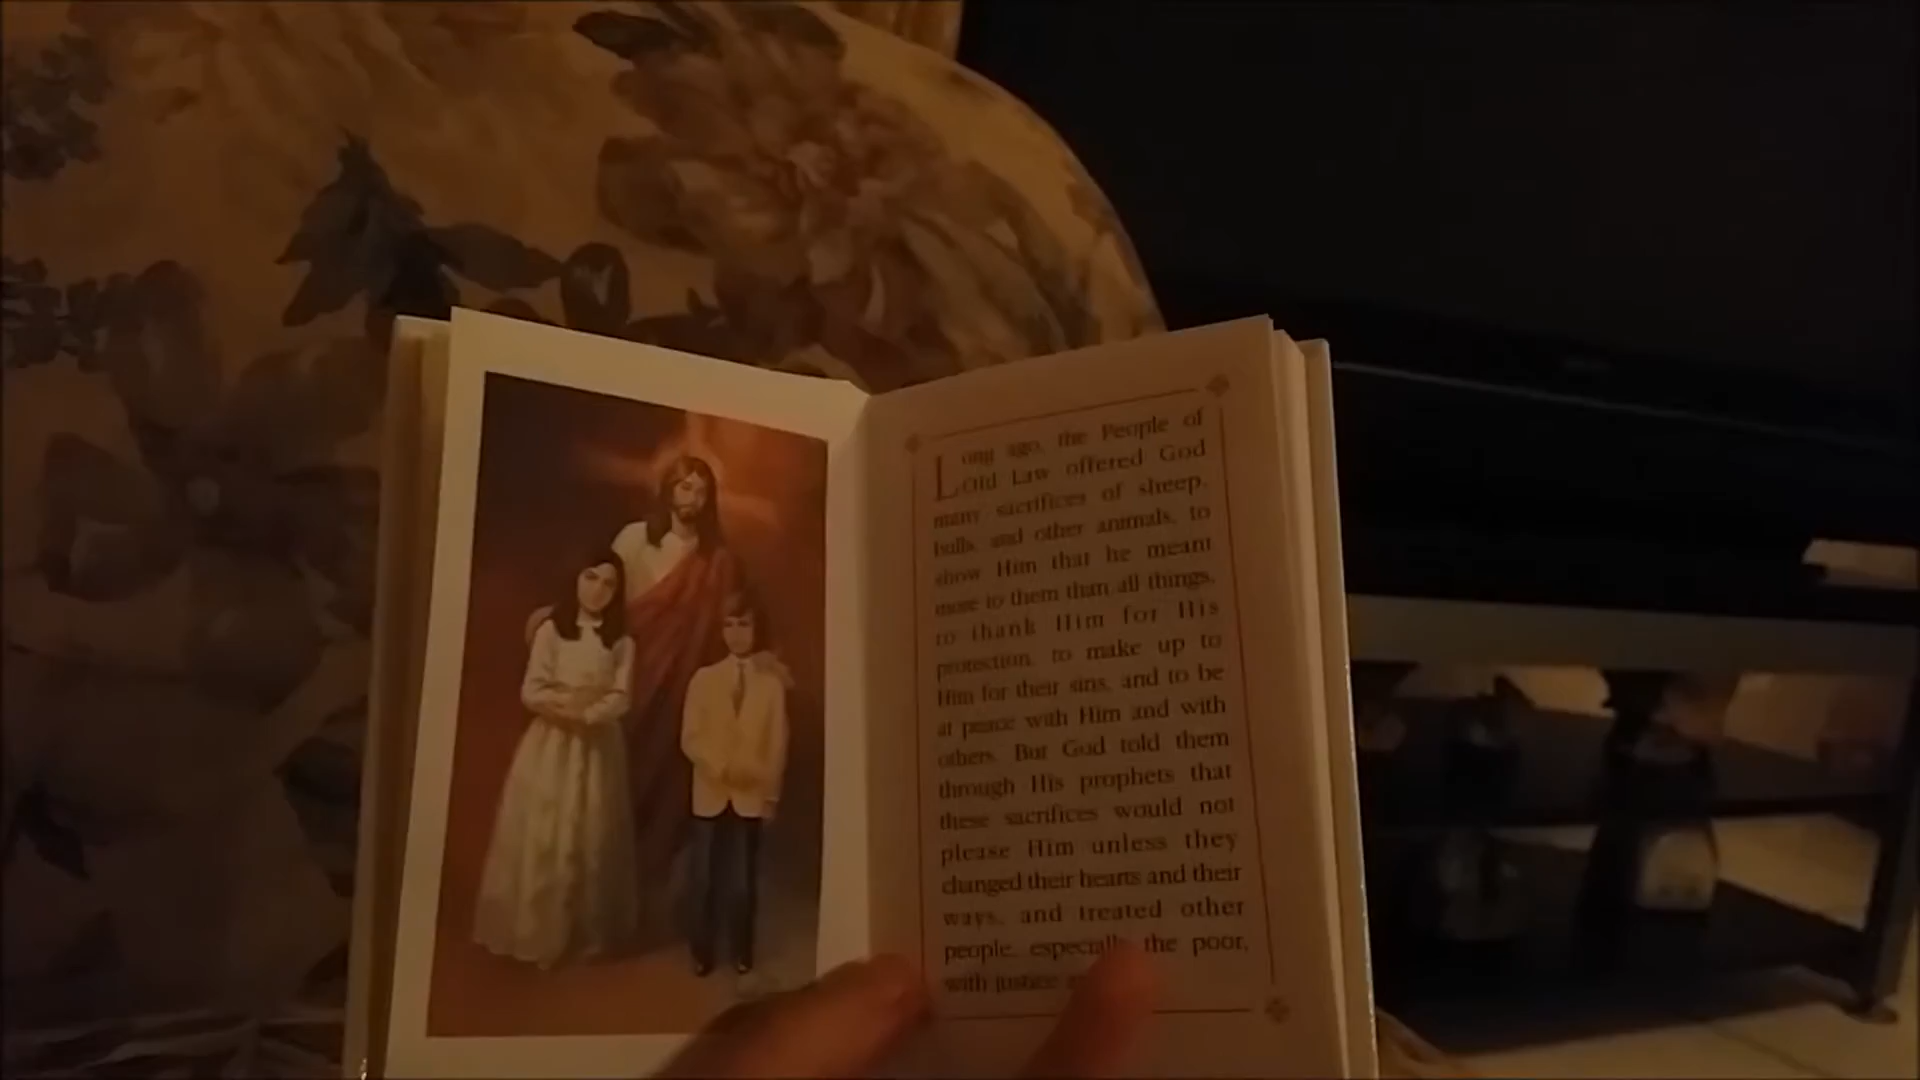 Long ago, the People of
Old Law offered God
many sacrifices of sheep,
bulls, and other animals, to
show Him that he meant
more to them than all things,
to thank Him for His
protection, to make up to
Him for their sins, and to be
at peace with Him and with
others. But God told them
through His prophets that
these sacrifices would not
please Him unless they
changed their hearts and their
ways, and treated other
people, especially the poor,
with justice